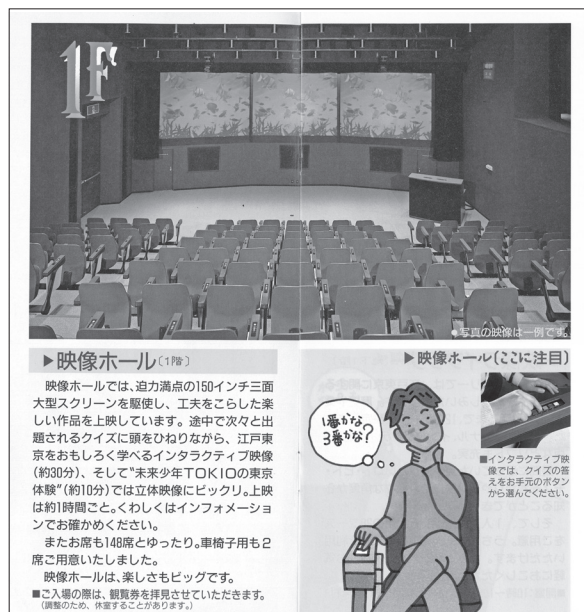 1F
●写真の映像は一例です。
▶映像ホール〔1階〕
映像ホールでは、迫力満点の150インチ三面
大型スクリーンを駆使し、工夫をこらした楽
しい作品を上映しています。途中で次々と出
題されるクイズに頭をひねりながら、江戸東
京をおもしろく学べるインタラクティブ映像
(約30分)、そして“未来少年TOKIOの東京
体験”(約10分)では立体映像にビックリ。上映
は約1時間ごと。くわしくはインフォメーショ
ンでお確かめください。
またお席も148席とゆったり。車椅子用も2
席ご用意いたしました。
映像ホールは、楽しさもビッグです。
■ご入場の際は、観覧券を拝見させていただきます。
(調整のため、休室することがあります。)
▶映像ホール〔ここに注目〕
1番かな、
3番かな?
■インタラクティブ映
像では、クイズの答
えをお手元のボタン
から選んでください。